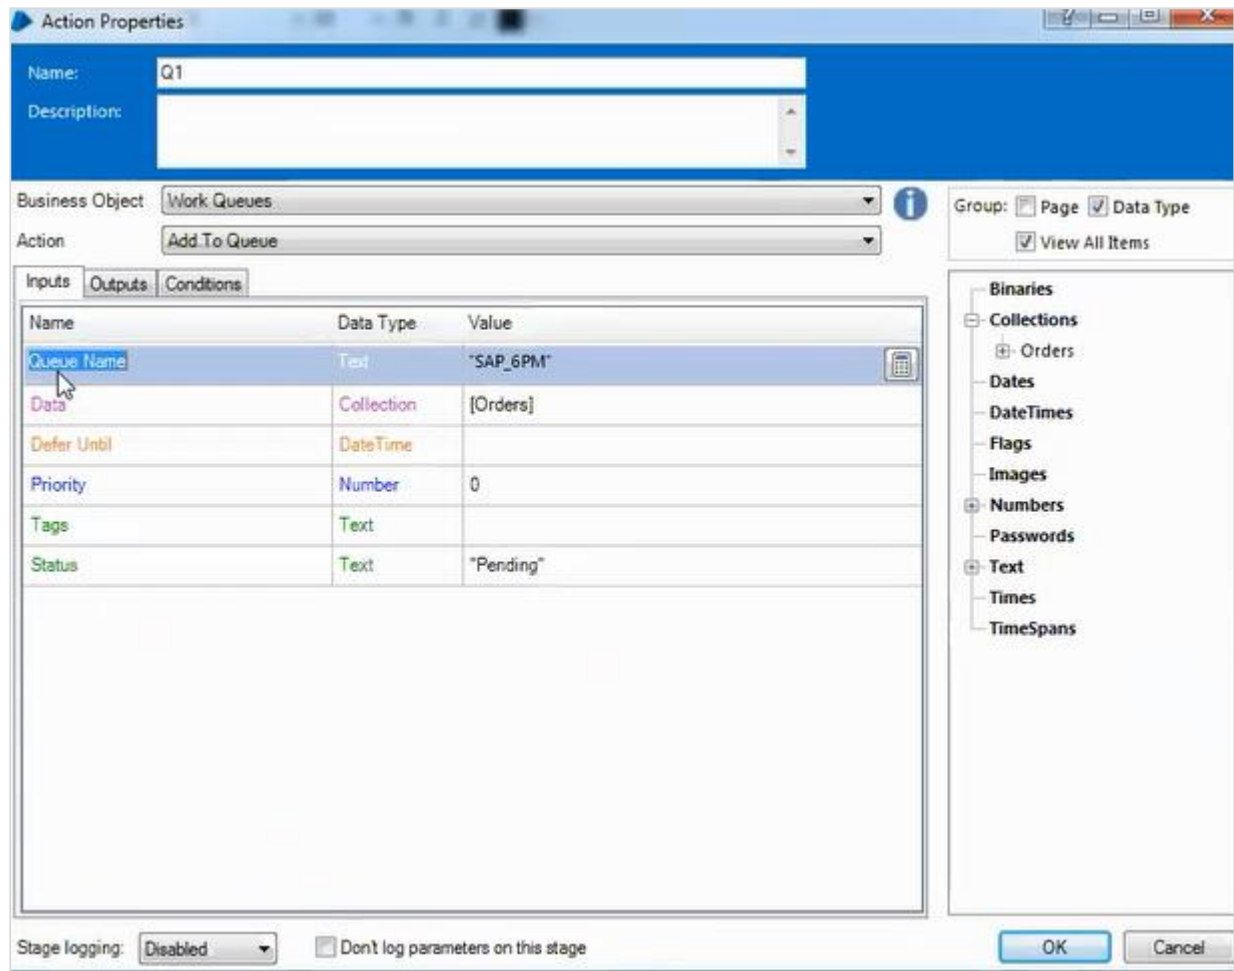 Action Properties
Name: Q1
Description:
Business Object Work Queues
Action Add To Queue
Group: Page Data Type
View All Items
Inputs Outputs Conditions
Name Data Type Value
Queue Name Text "SAP_6PM"
Data Collection [Orders]
Defer Until DateTime
Priority Number 0
Tags Text
Status Text "Pending"
Binaries
Collections
Orders
Dates
DateTimes
Flags
Images
Numbers
Passwords
Text
Times
TimeSpans
Stage logging: Disabled Don't log parameters on this stage
OK Cancel